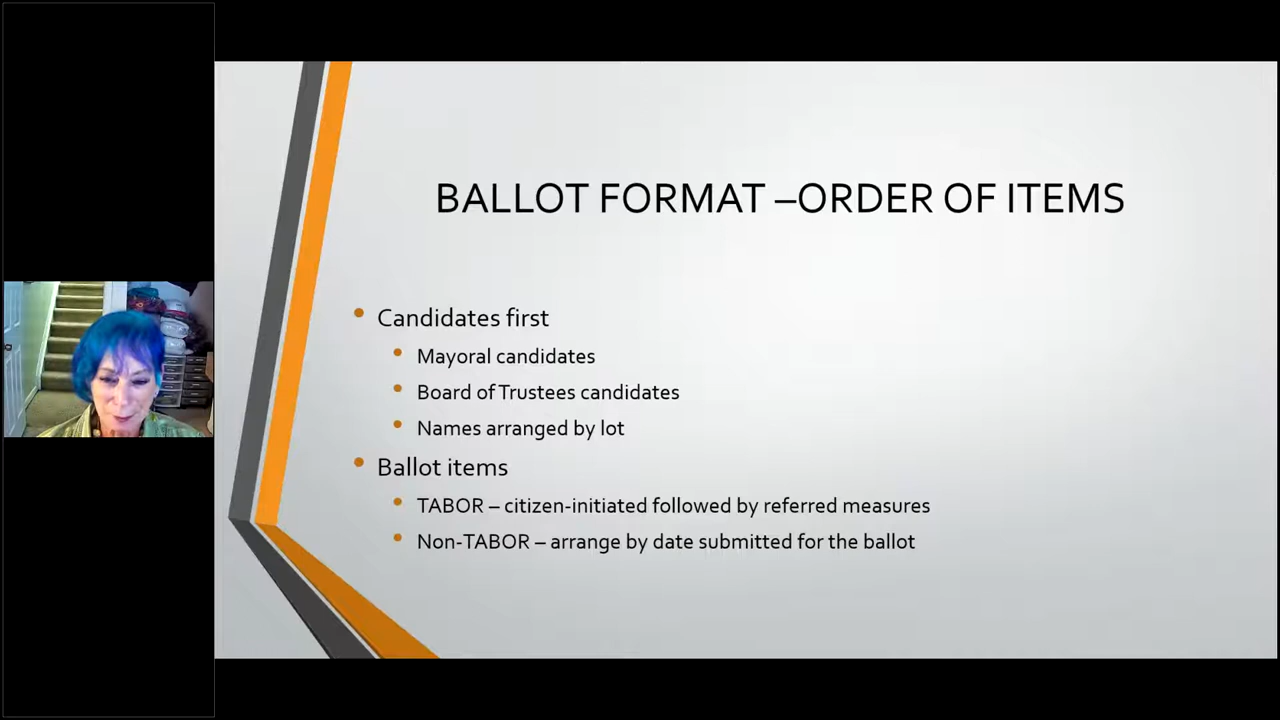 BALLOT FORMAT –ORDER OF ITEMS
Candidates first
Mayoral candidates
Board of Trustees candidates
Names arranged by lot
Ballot items
TABOR – citizen-initiated followed by referred measures
Non-TABOR – arrange by date submitted for the ballot